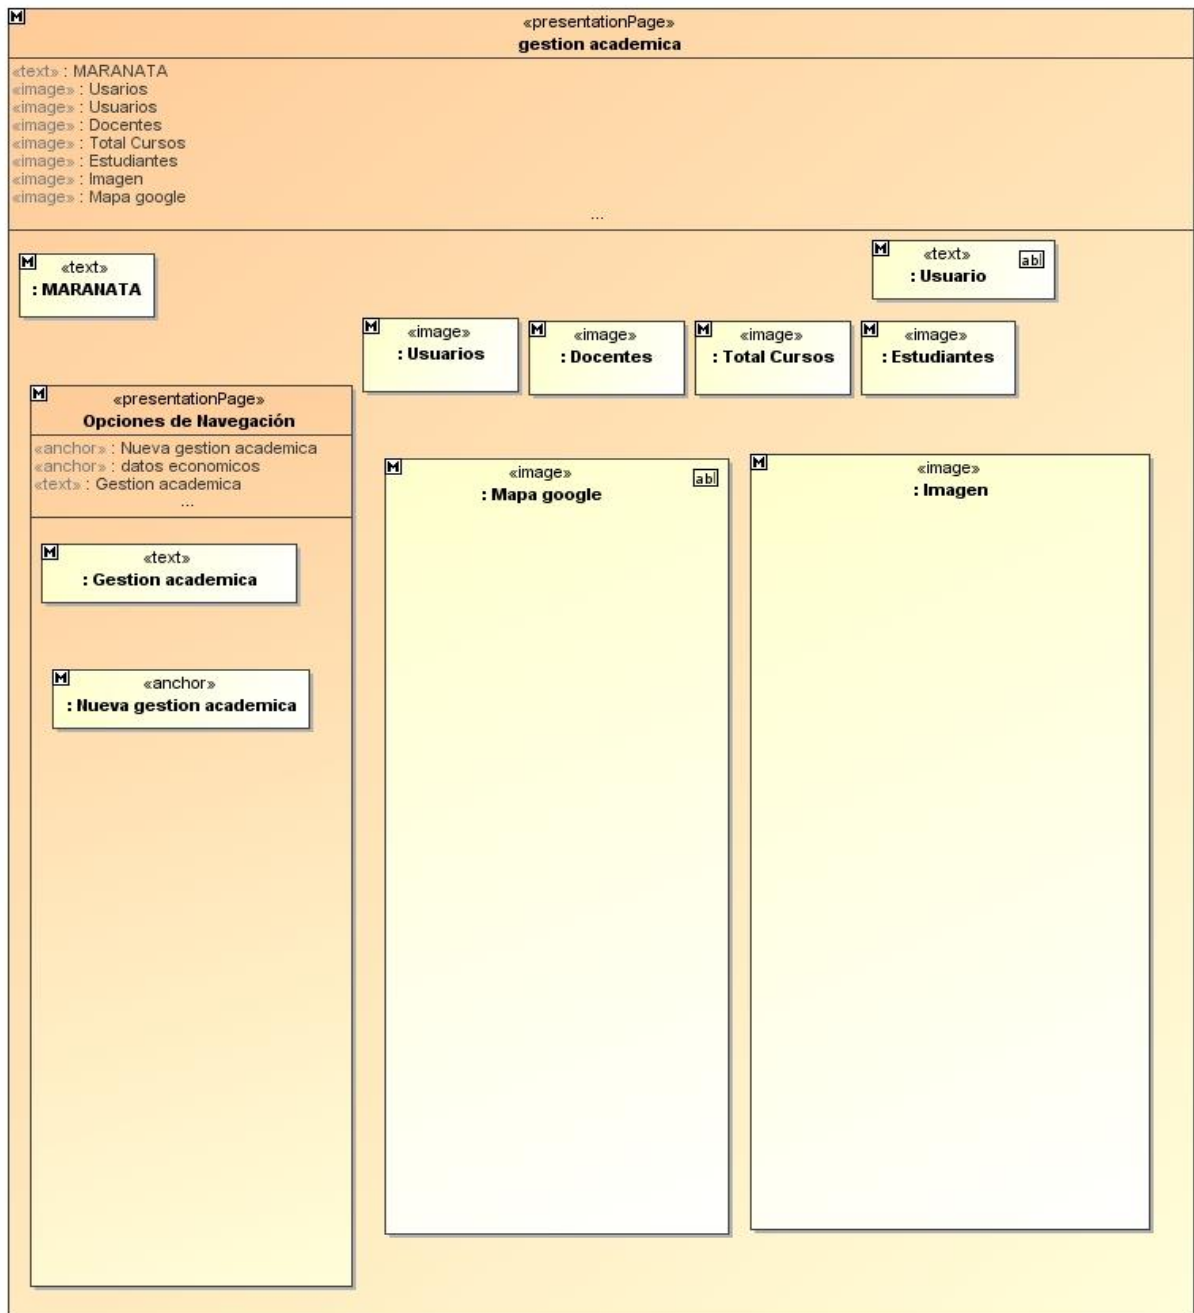 «presentationPage»
gestion academica
«text» : MARANATA
«image» : Usarios
«image» : Usuarios
«image» : Docentes
«image» : Total Cursos
«image» : Estudiantes
«image» : Imagen
«image» : Mapa google
...
«text»
: MARANATA
«text»
: Usuario
abl
«image»
: Usuarios
«image»
: Docentes
«image»
: Total Cursos
«image»
: Estudiantes
«presentationPage»
Opciones de Navegación
«anchor» : Nueva gestion academica
«anchor» : datos economicos
«text» : Gestion academica
...
«text»
: Gestion academica
«anchor»
: Nueva gestion academica
«image»
: Mapa google
abl
«image»
: Imagen